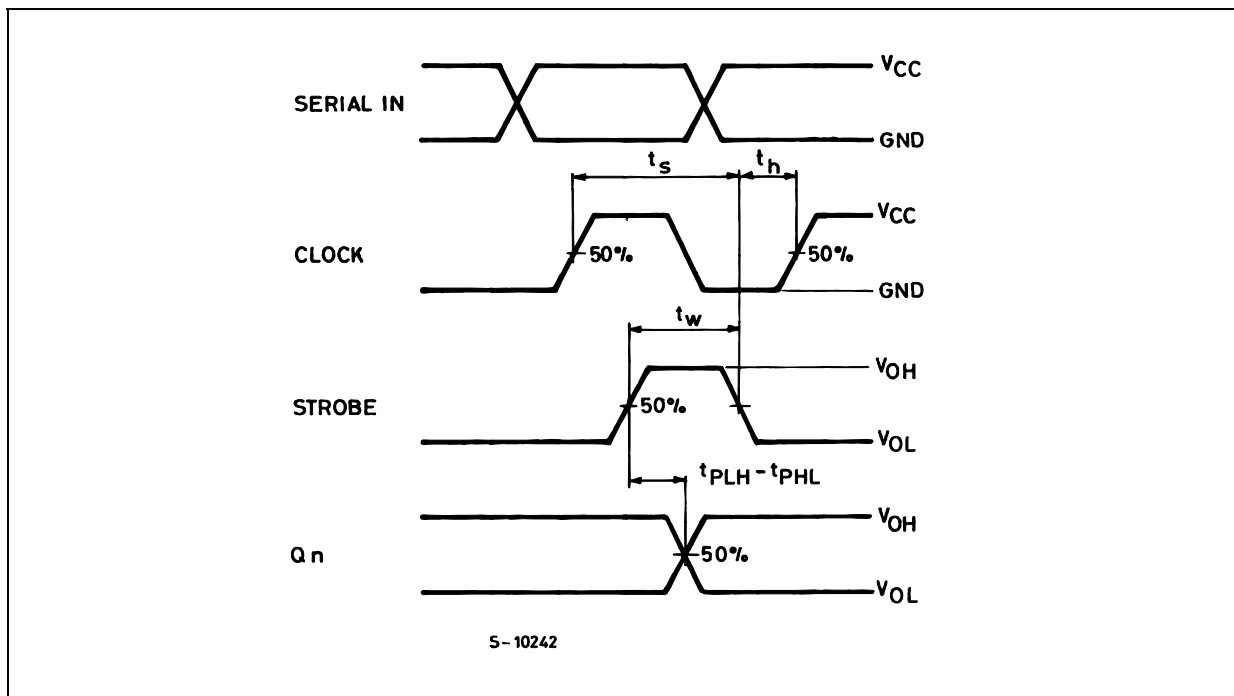 VCC
SERIAL IN
GND
ts
th
VCC
CLOCK
50%
50%
GND
tw
VOH
STROBE
50%
VOL
tPLH-tPHL
VOH
Qn
50%
VOL
S-10242